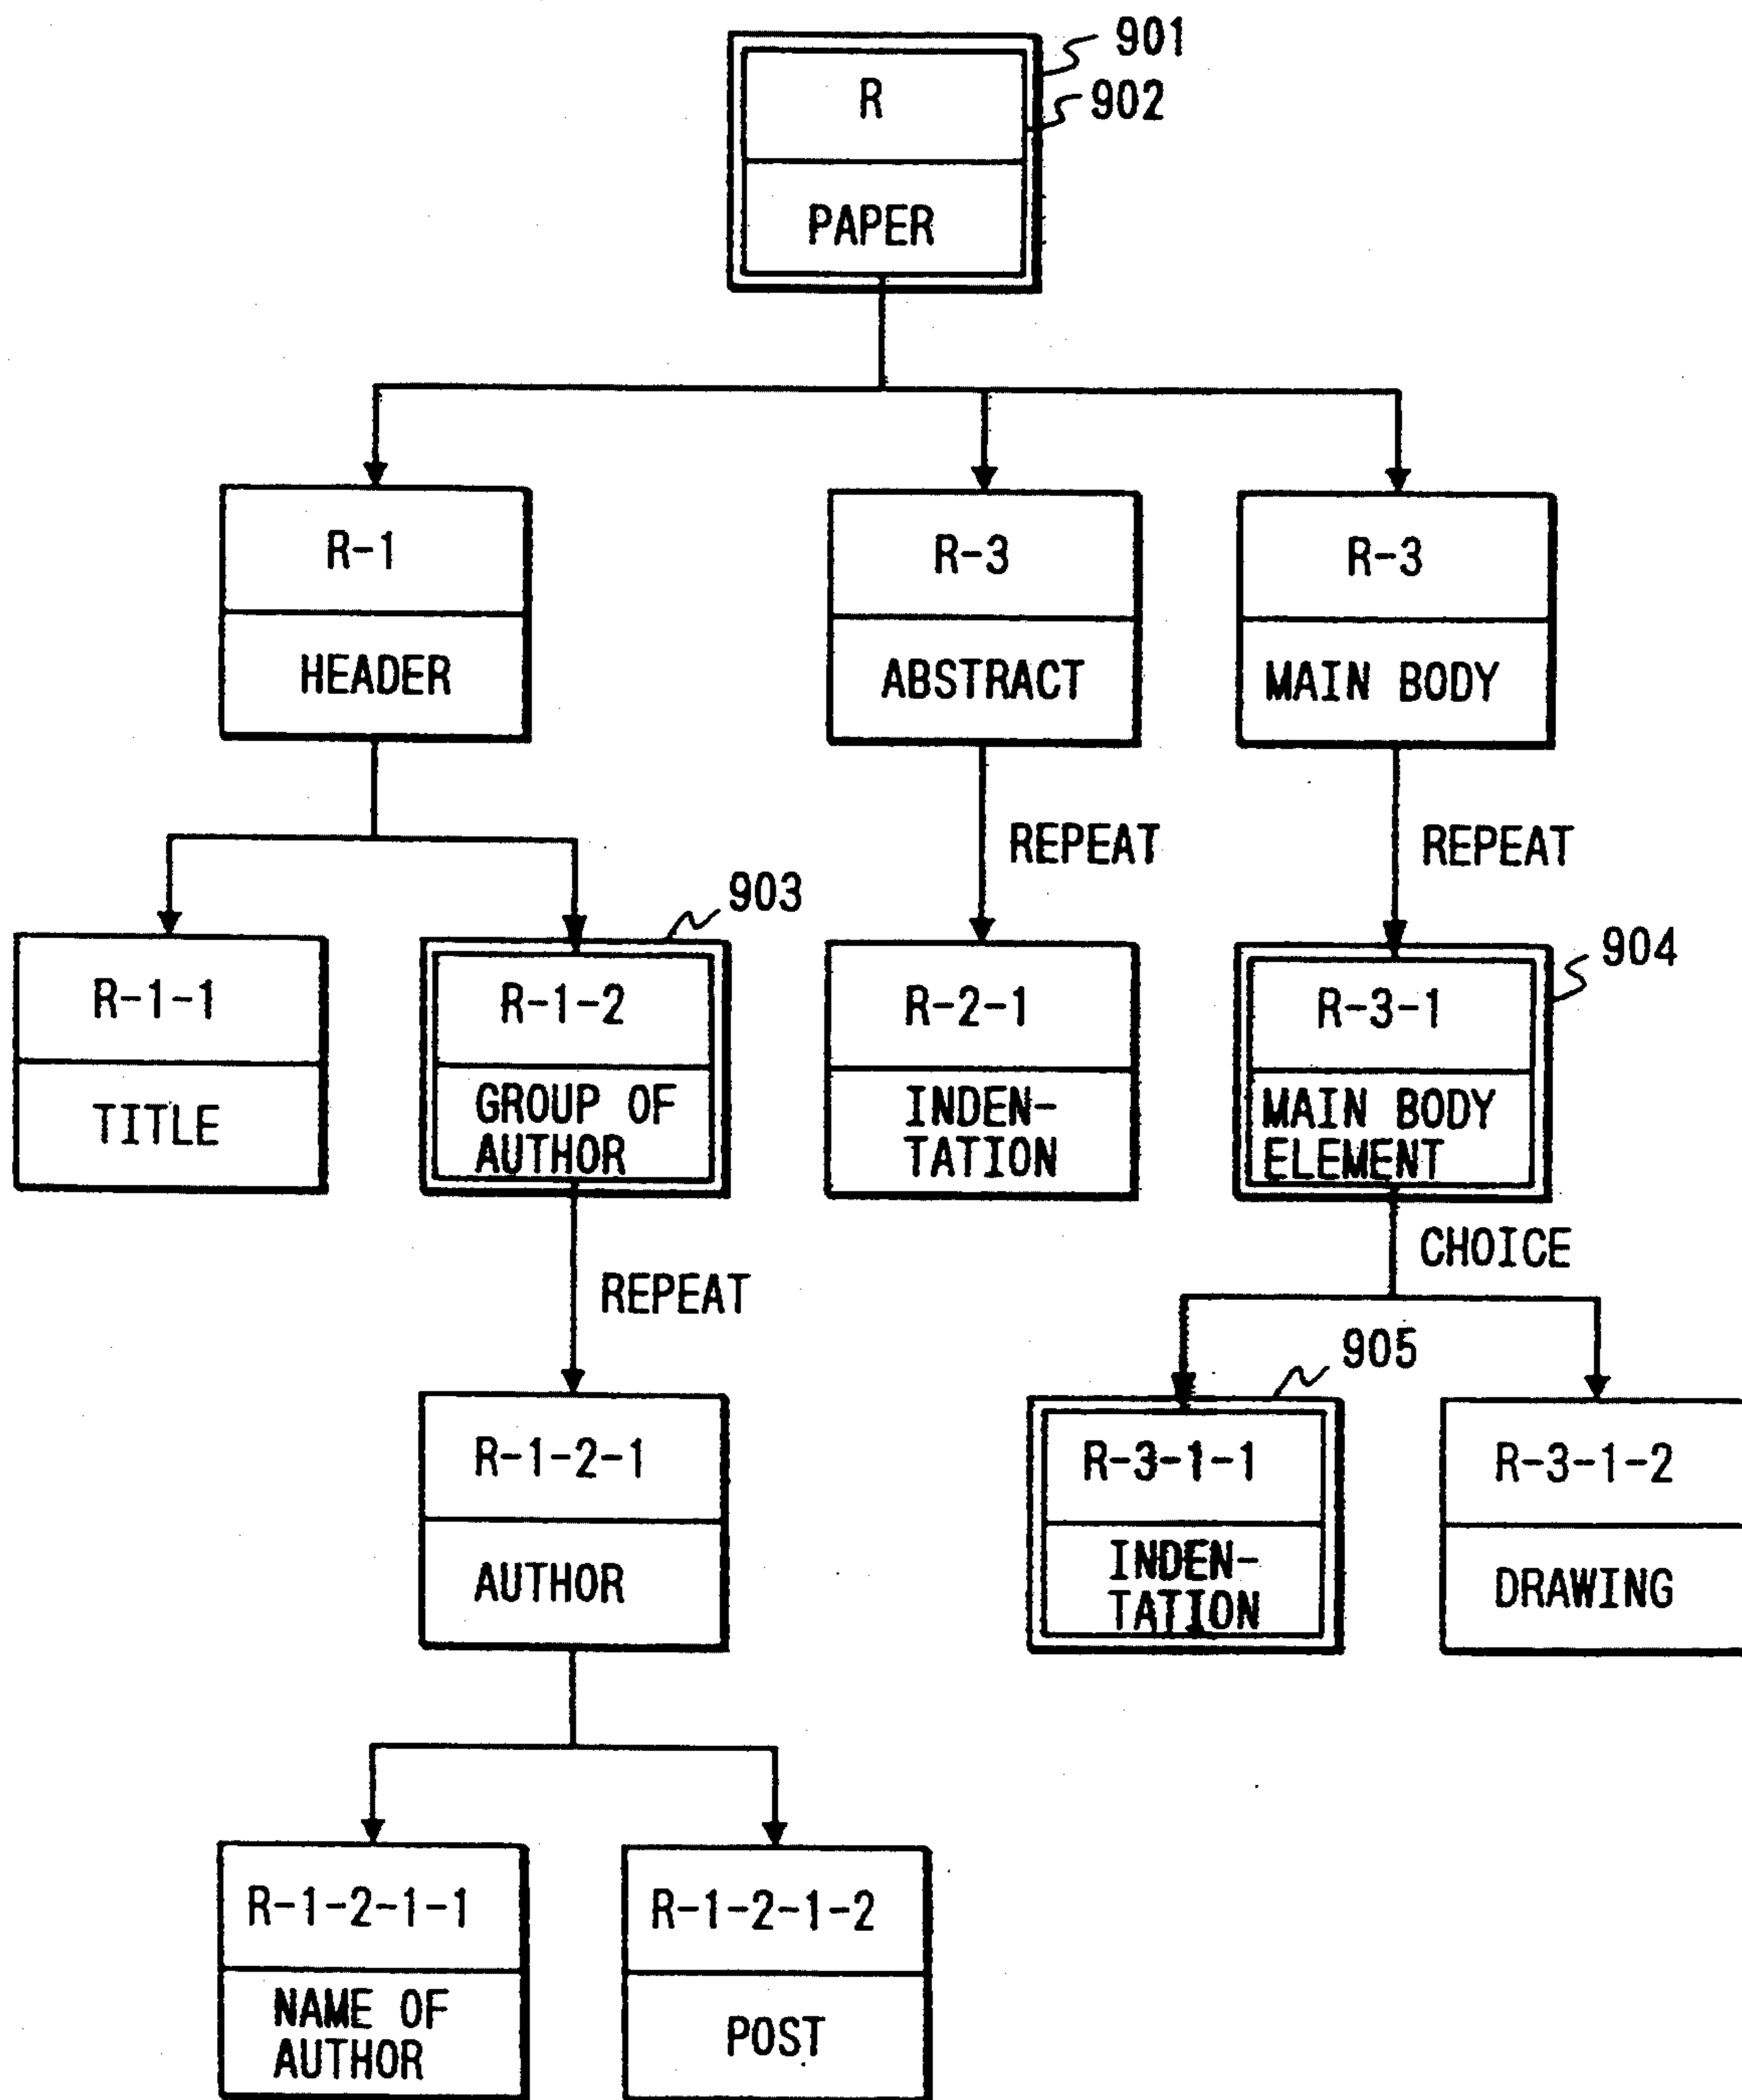 901
R
902
PAPER
R-1
R-3
R-3
HEADER
ABSTRACT
MAIN BODY
REPEAT
REPEAT
903
904
R-1-1
R-1-2
R-2-1
R-3-1
TITLE
GROUP OF
AUTHOR
INDEN-
TATION
MAIN BODY
ELEMENT
CHOICE
REPEAT
905
R-1-2-1
R-3-1-1
R-3-1-2
AUTHOR
INDEN-
TATION
DRAWING
R-1-2-1-1
R-1-2-1-2
NAME OF
AUTHOR
POST